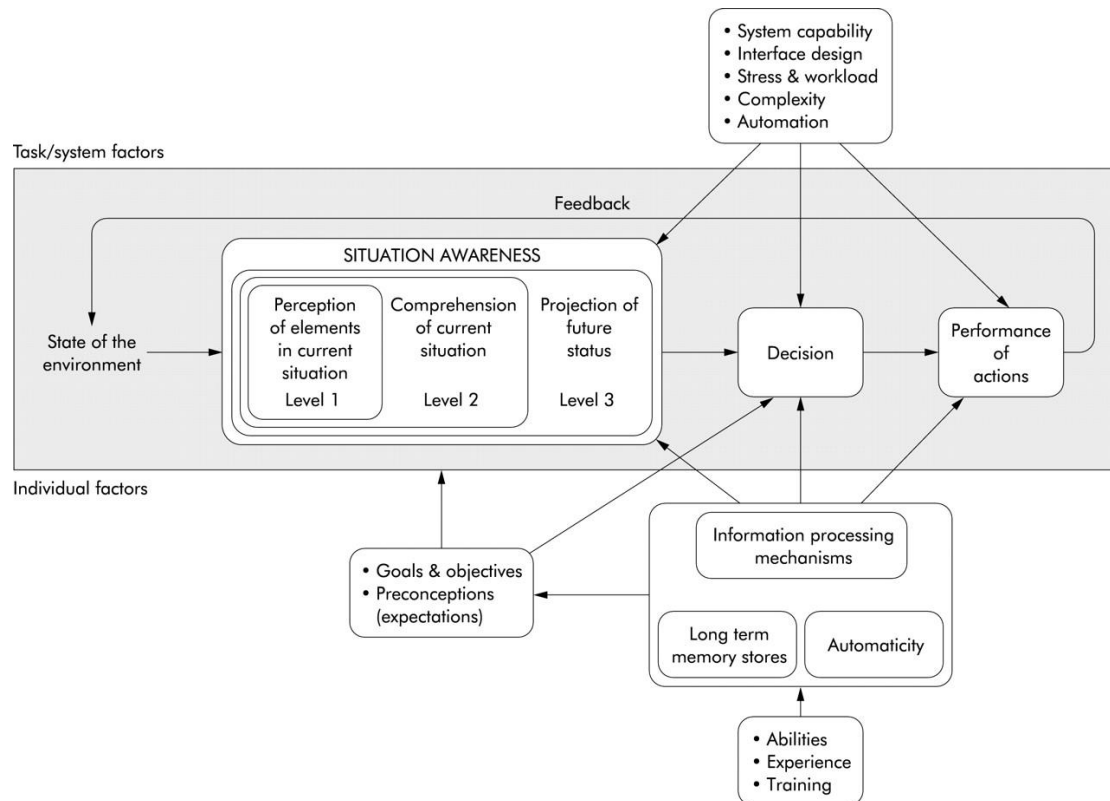 • System capability
• Interface design
• Stress & workload
• Complexity
• Automation
Task/system factors
Feedback
SITUATION AWARENESS
Perception
of elements
in current
situation
Level 1
Comprehension
of current
situation
Level 2
Projection of
future
status
Level 3
State of the
environment
Decision
Performance
of
actions
Individual factors
• Goals & objectives
• Preconceptions
(expectations)
Information processing
mechanisms
Long term
memory stores
Automaticity
• Abilities
• Experience
• Training